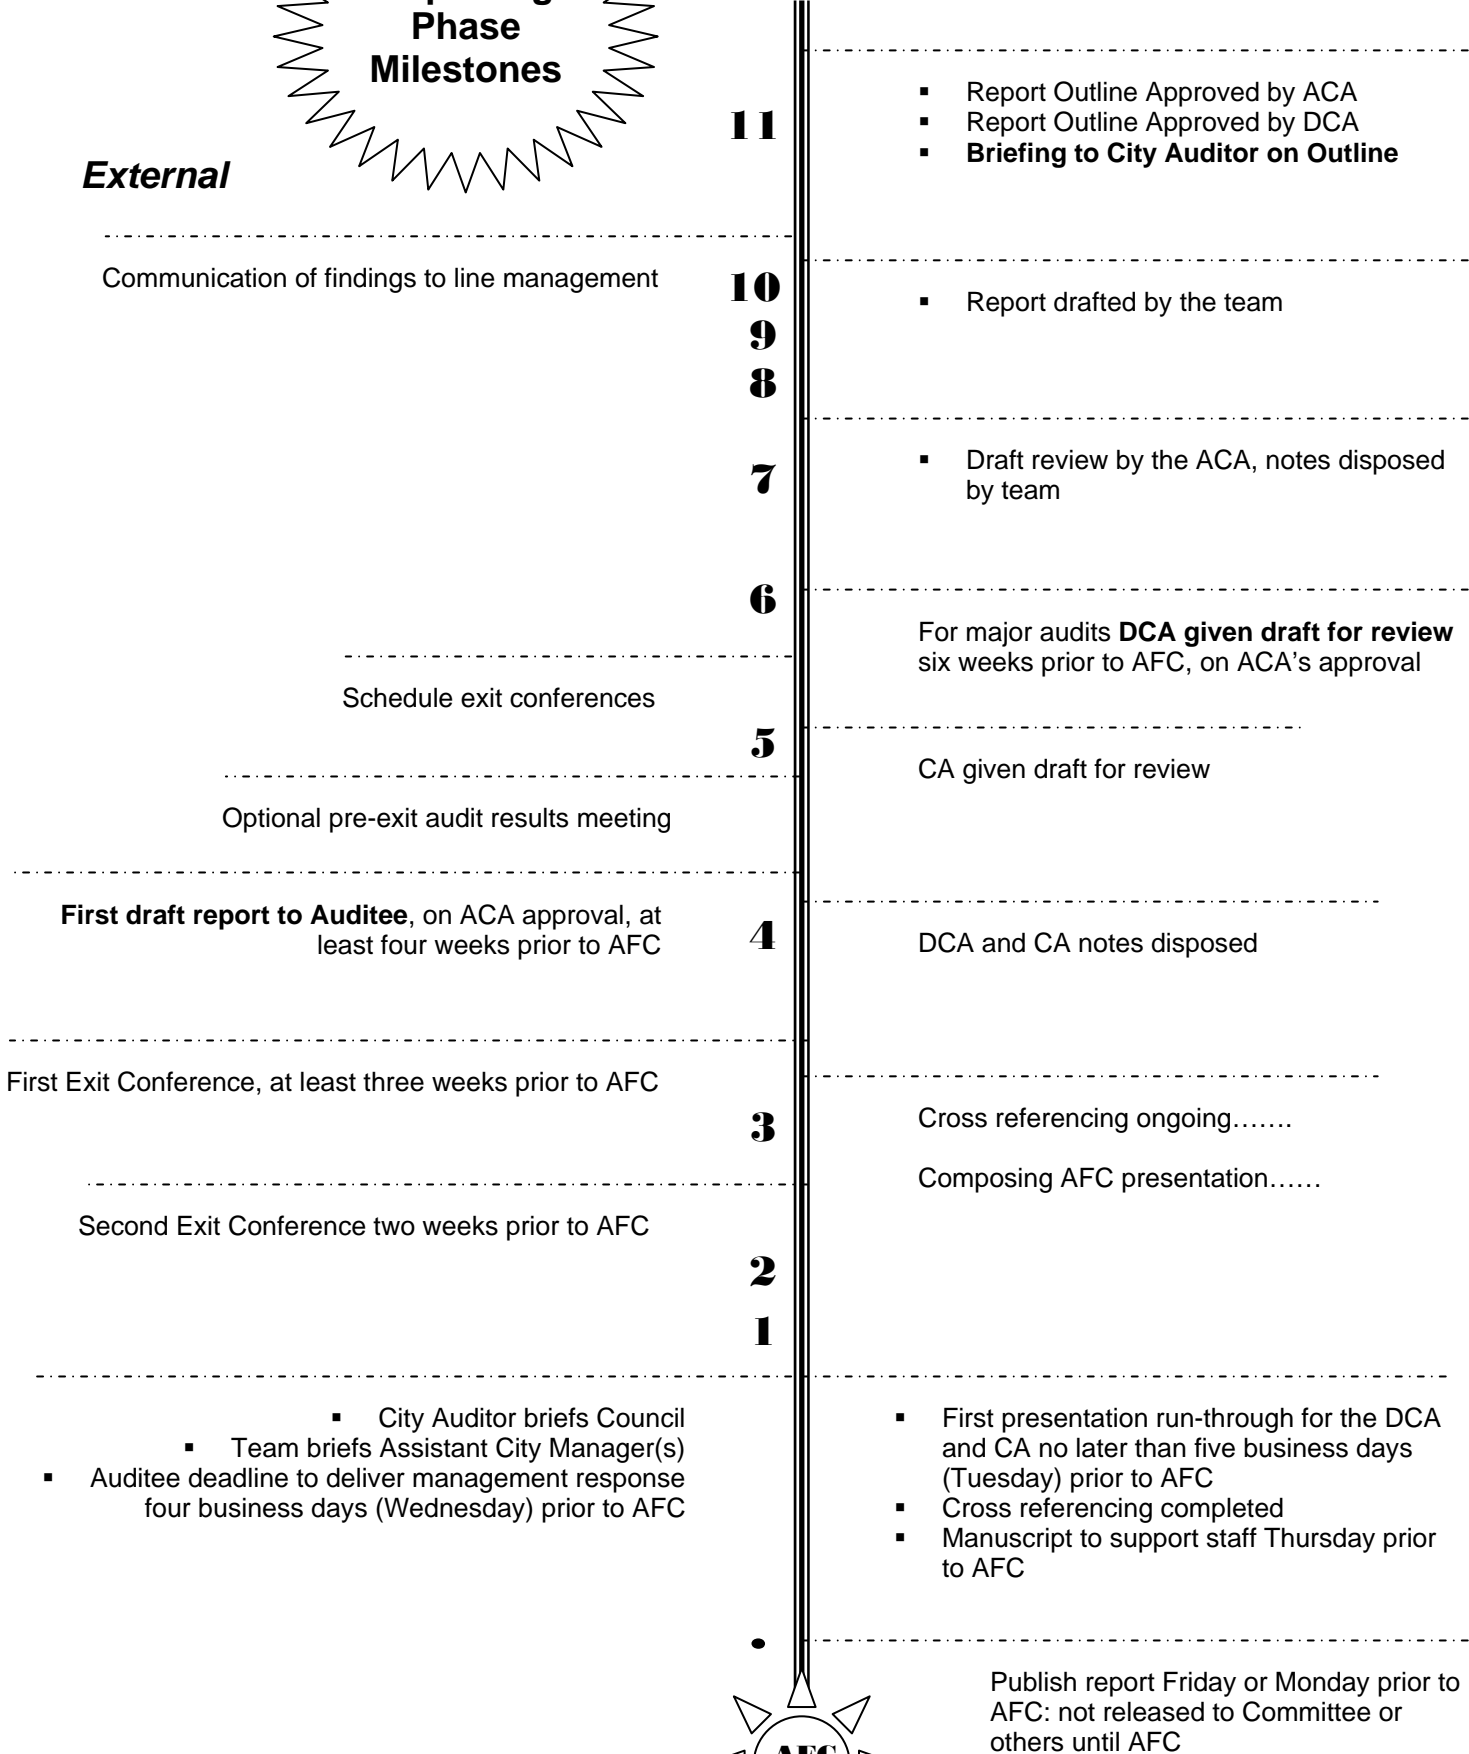 Phase
Milestones
External
11
▪ Report Outline Approved by ACA
▪ Report Outline Approved by DCA
▪ Briefing to City Auditor on Outline
Communication of findings to line management
10
▪ Report drafted by the team
9
8
7
▪ Draft review by the ACA, notes disposed
by team
6
For major audits DCA given draft for review
six weeks prior to AFC, on ACA’s approval
Schedule exit conferences
5
CA given draft for review
Optional pre-exit audit results meeting
First draft report to Auditee, on ACA approval, at
least four weeks prior to AFC
4
DCA and CA notes disposed
First Exit Conference, at least three weeks prior to AFC
3
Cross referencing ongoing…….
Composing AFC presentation……
Second Exit Conference two weeks prior to AFC
2
1
▪ City Auditor briefs Council
▪ Team briefs Assistant City Manager(s)
▪ Auditee deadline to deliver management response
four business days (Wednesday) prior to AFC
▪ First presentation run-through for the DCA
and CA no later than five business days
(Tuesday) prior to AFC
▪ Cross referencing completed
▪ Manuscript to support staff Thursday prior
to AFC
Publish report Friday or Monday prior to
AFC: not released to Committee or
others until AFC
AFC